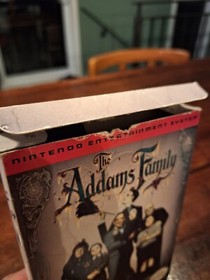 NINTENDO ENTERTAINMENT SYSTEM
The
Addams Family